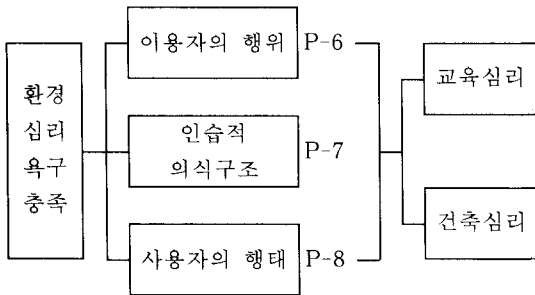 환경
심리
욕구
충족
이용자의 행위 P-6
인습적
의식구조
P-7
사용자의 행태 P-8
교육심리
건축심리